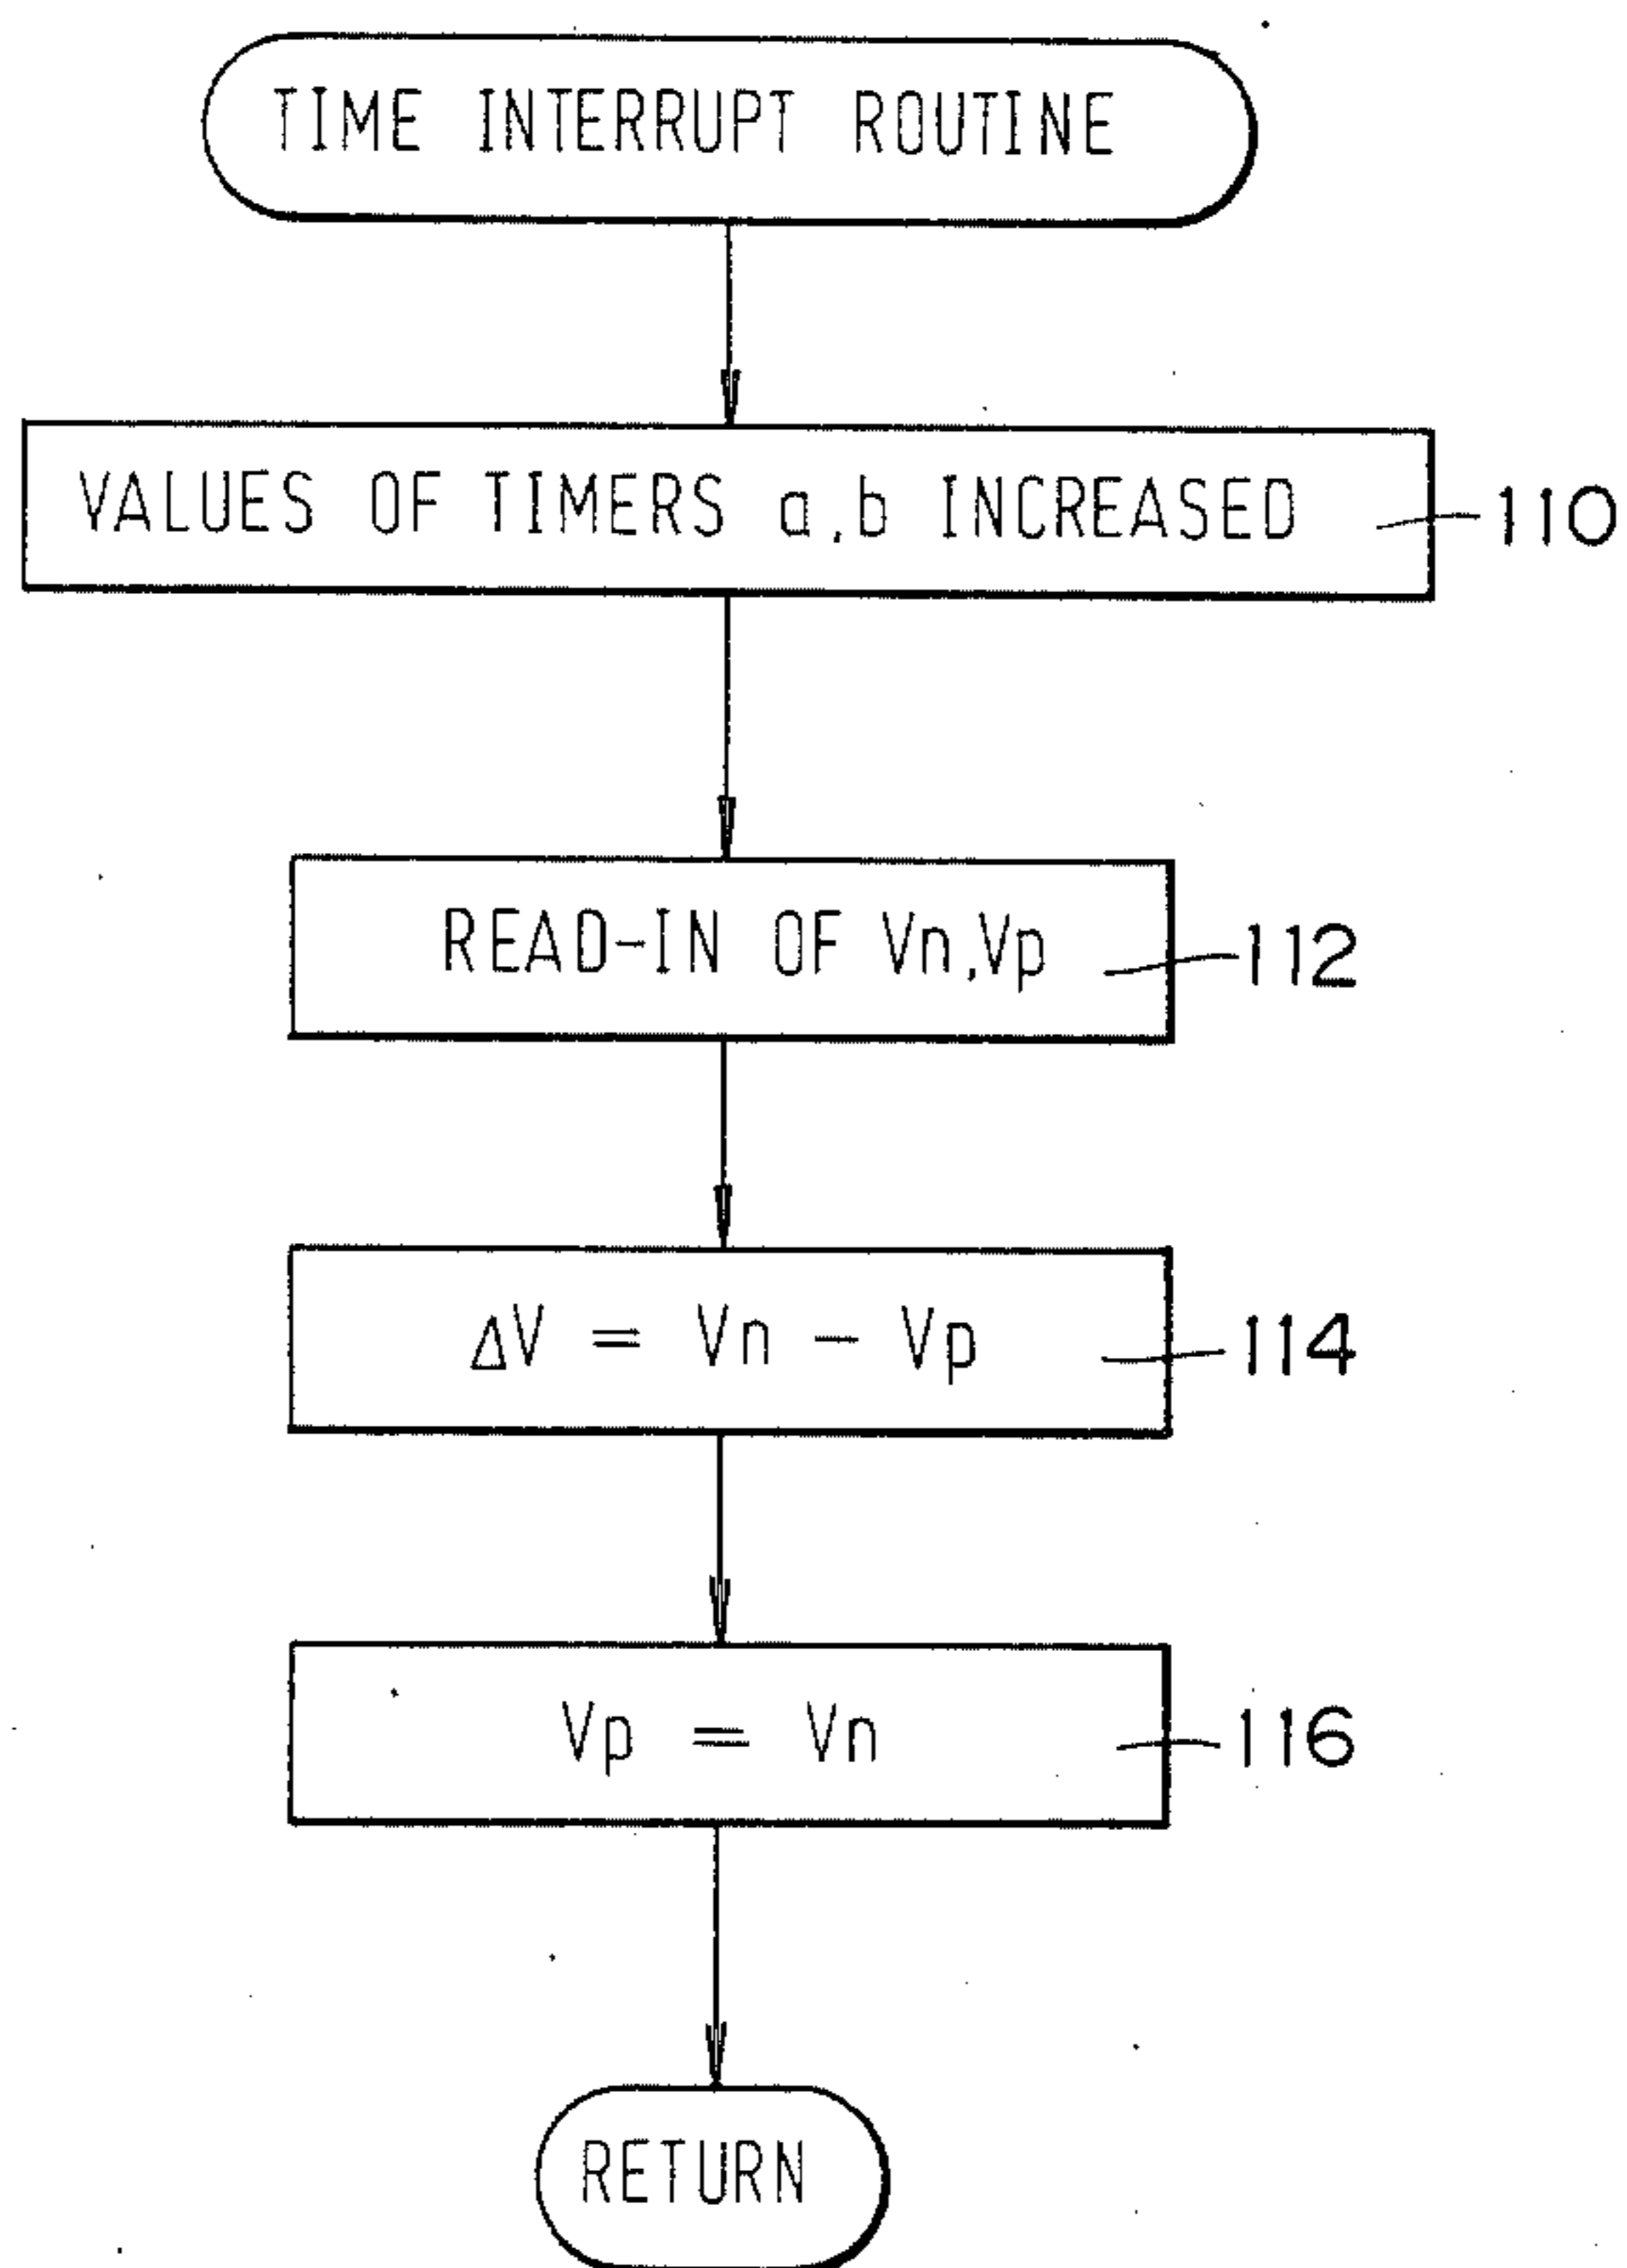 TIME INTERRUPT ROUTINE
VALUES OF TIMERS a,b INCREASED 110
READ-IN OF Vn,Vp 112
ΔV = Vn - Vp 114
Vp = Vn 116
RETURN